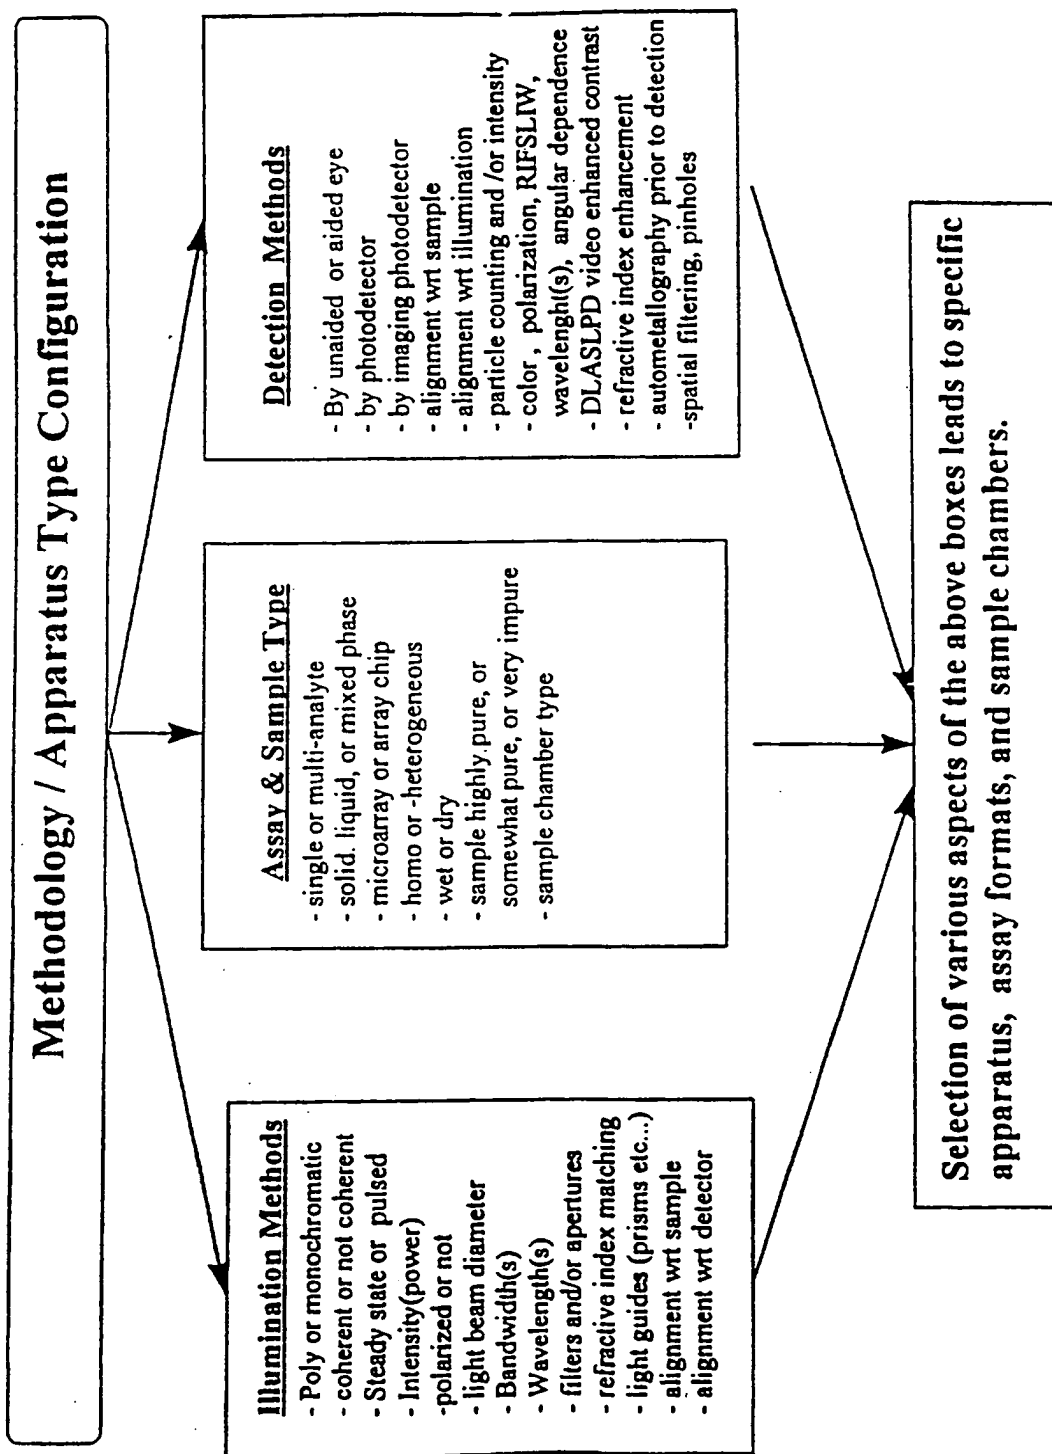 Methodology / Apparatus Type Configuration
Illumination Methods
- Poly or monochromatic
- coherent or not coherent
- Steady state or pulsed
- Intensity(power)
-polarized or not
- light beam diameter
- Bandwidth(s)
- Wavelength(s)
- filters and/or apertures
- refractive index matching
- light guides (prisms etc...)
- alignment wrt sample
- alignment wrt detector
Assay & Sample Type
- single or multi-analyte
- solid. liquid, or mixed phase
- microarray or array chip
- homo or -heterogeneous
- wet or dry
- sample highly.pure, or
somewhat pure, or very impure
- sample chamber type
Detection Methods
- By unaided or aided eye
- by photodetector
- by imaging photodetector
- alignment wrt sample
- alignment wrt illumination
- particle counting and /or intensity
- color, polarization, RIFSLIW,
wavelenght(s), angular dependence
- DLASLPD video enhanced contrast
- refractive index enhancement
- autometallography prior to detection
-spatial filtering, pinholes
Selection of various aspects of the above boxes leads to specific
apparatus, assay formats, and sample chambers.